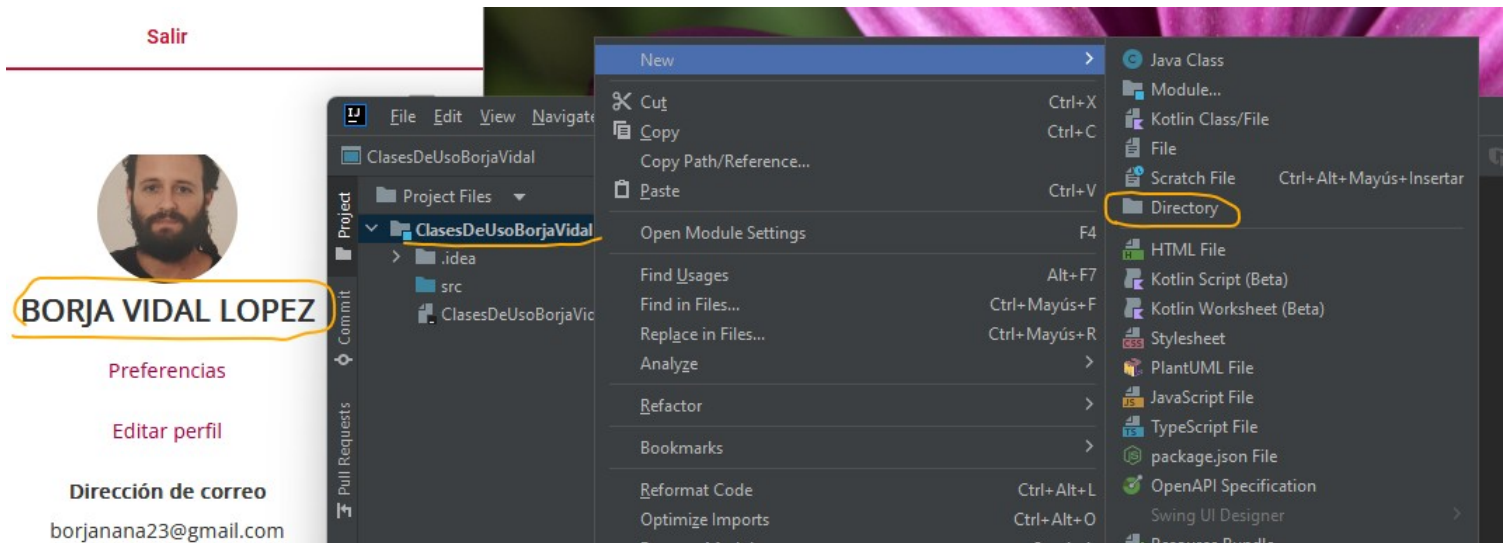 Salir
BORJA VIDAL LOPEZ
Preferencias
Editar perfil
Dirección de correo
borjanana23@gmail.com
File Edit View Navigate
ClasesDeUsoBorjaVidal
Project
Commit
Pull Requests
Project Files
ClasesDeUsoBorjaVidal
.idea
src
ClasesDeUsoBorjaVid
New
Cut Ctrl+X
Copy Ctrl+C
Copy Path/Reference...
Paste Ctrl+V
Open Module Settings F4
Find Usages Alt+F7
Find in Files... Ctrl+Mayús+F
Replace in Files... Ctrl+Mayús+R
Analyze
Refactor
Bookmarks
Reformat Code Ctrl+Alt+L
Optimize Imports Ctrl+Alt+O
Java Class
Module...
Kotlin Class/File
File
Scratch File Ctrl+Alt+Mayús+Insertar
Directory
HTML File
Kotlin Script (Beta)
Kotlin Worksheet (Beta)
Stylesheet
PlantUML File
JavaScript File
TypeScript File
package.json File
OpenAPI Specification
Swing UI Designer
Resource Bundle